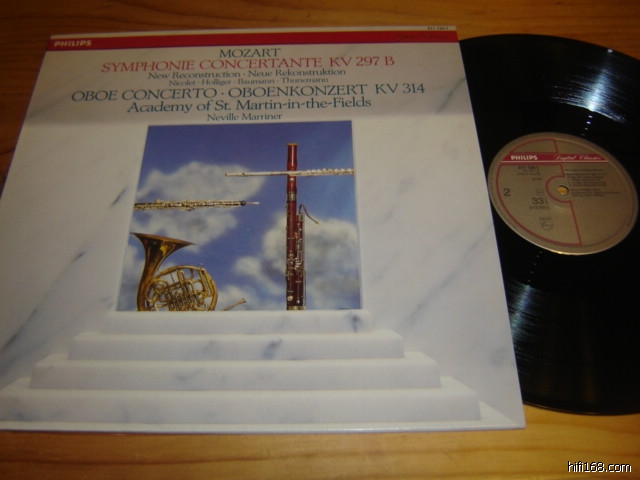 PHILIPS
MOZART
SYMPHONIE CONCERTANTE KV 297 B
New Reconstruction · Neue Rekonstruktion
Nicolet · Holliger · Baumann · Thunemann
OBOE CONCERTO · OBOENKONZERT KV 314
Academy of St. Martin-in-the-Fields
Neville Marriner
PHILIPS
Digital Classics
2
33
STEREO
hifi168.com